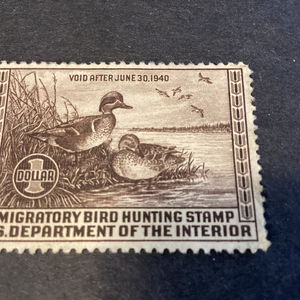 VOID AFTER JUNE 30, 1940
1
DOLLAR
MIGRATORY BIRD HUNTING STAMP
S. DEPARTMENT OF THE INTERIOR